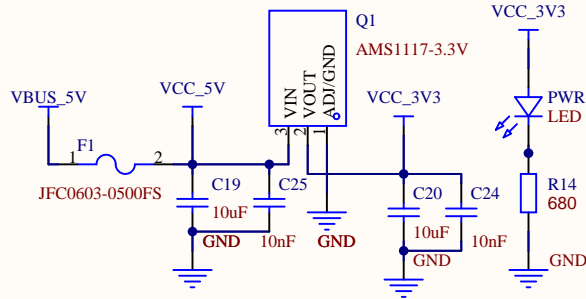 Q1
AMS1117-3.3V
VIN
VOUT
ADJ/GND
3
2
1
VCC_3V3
PWR
LED
R14
680
GND
VBUS_5V
VCC_5V
F1
1
2
JFC0603-0500FS
C19
10uF
C25
10nF
GND
GND
VCC_3V3
C20
10uF
C24
10nF
GND